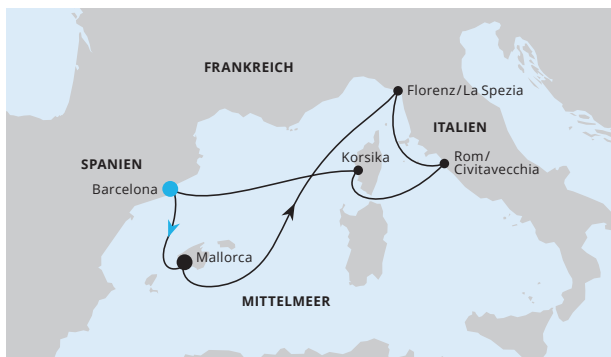 FRANKREICH
Florenz/La Spezia
ITALIEN
Korsika
Rom/
Civitavecchia
SPANIEN
Barcelona
Mallorca
MITTELMEER